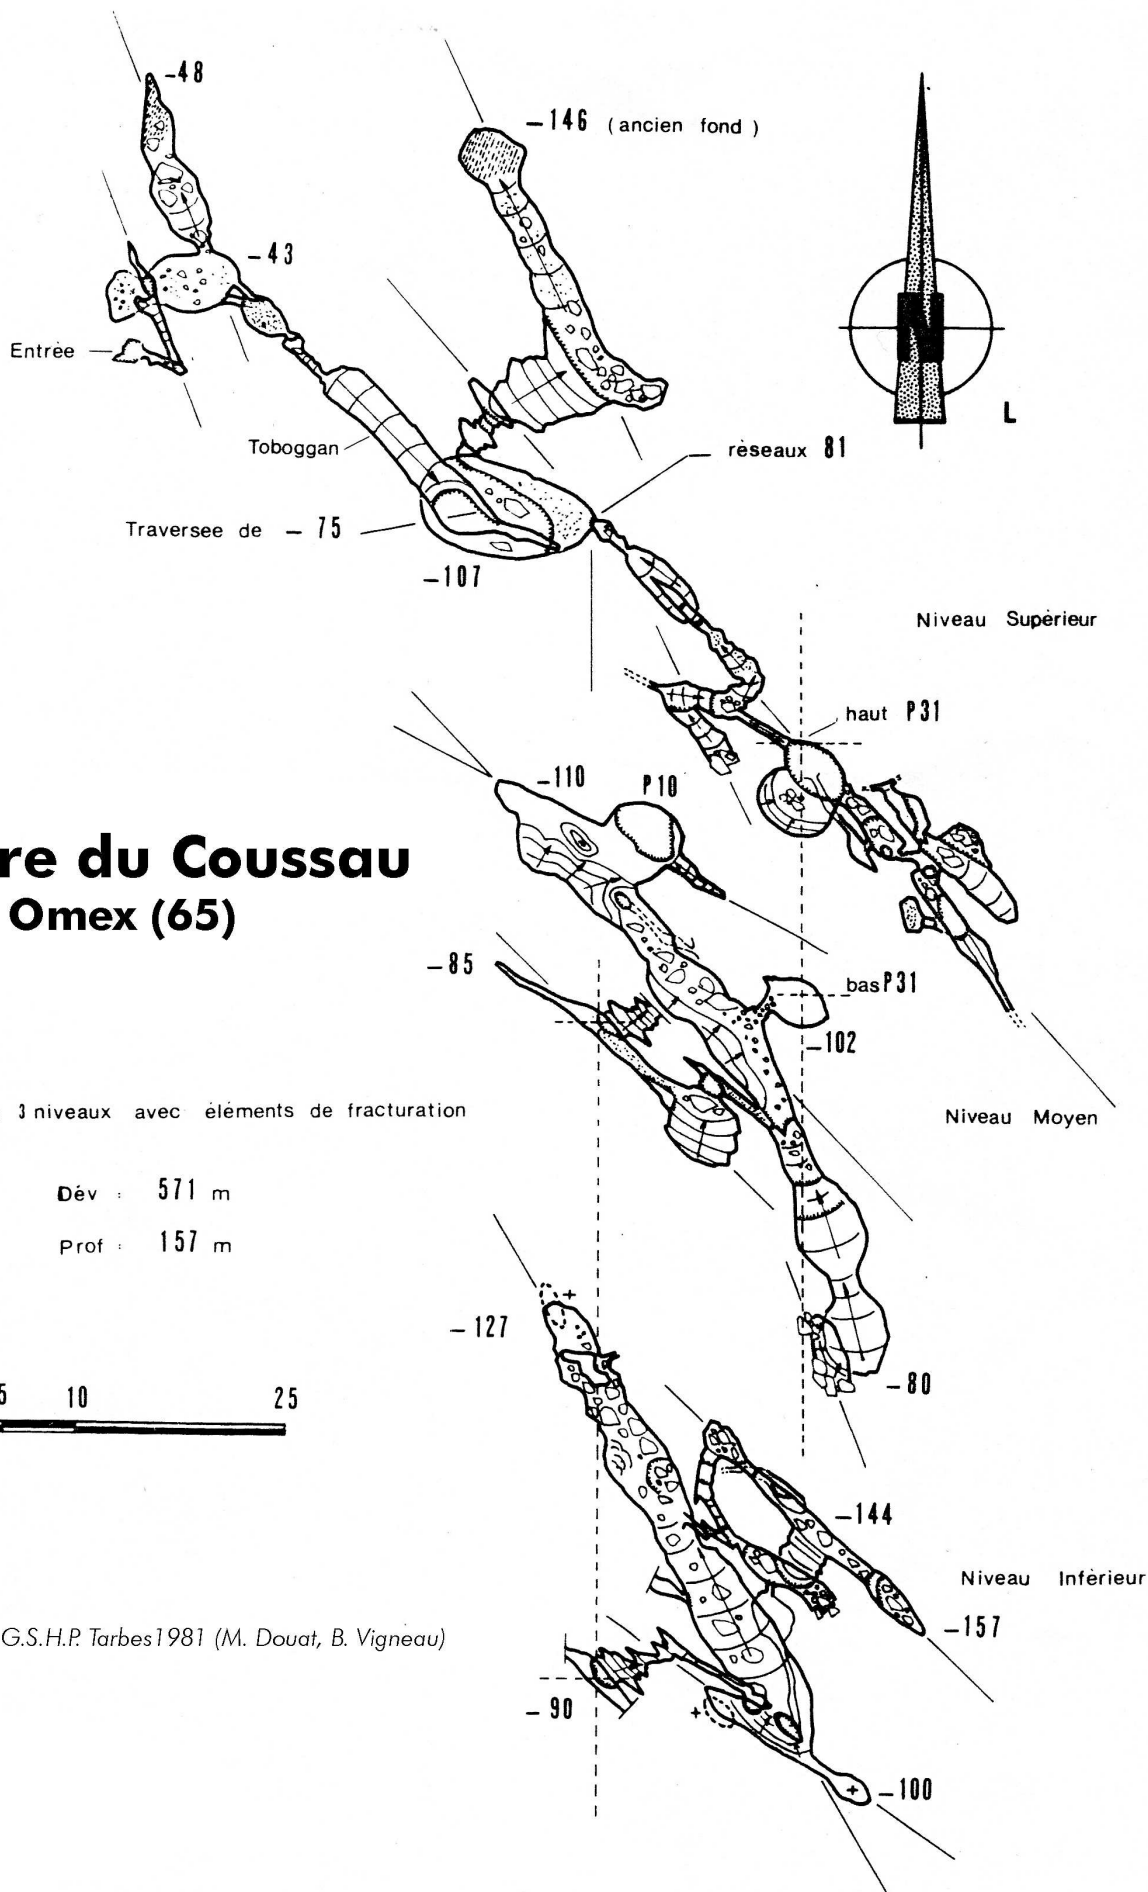 -48
-146 (ancien fond)
-43
Entrée
L
Toboggan
réseaux 81
Traversee de - 75
-107
Niveau Supérieur
haut P31
-110
P10
re du Coussau
Omex (65)
-85
bas P31
-102
3 niveaux avec éléments de fracturation
Niveau Moyen
Dév : 571 m
Prof : 157 m
+
-127
-80
5 10 25
-144
Niveau Inférieur
-157
G.S.H.P. Tarbes 1981 (M. Douat, B. Vigneau)
-90
+
+
-100